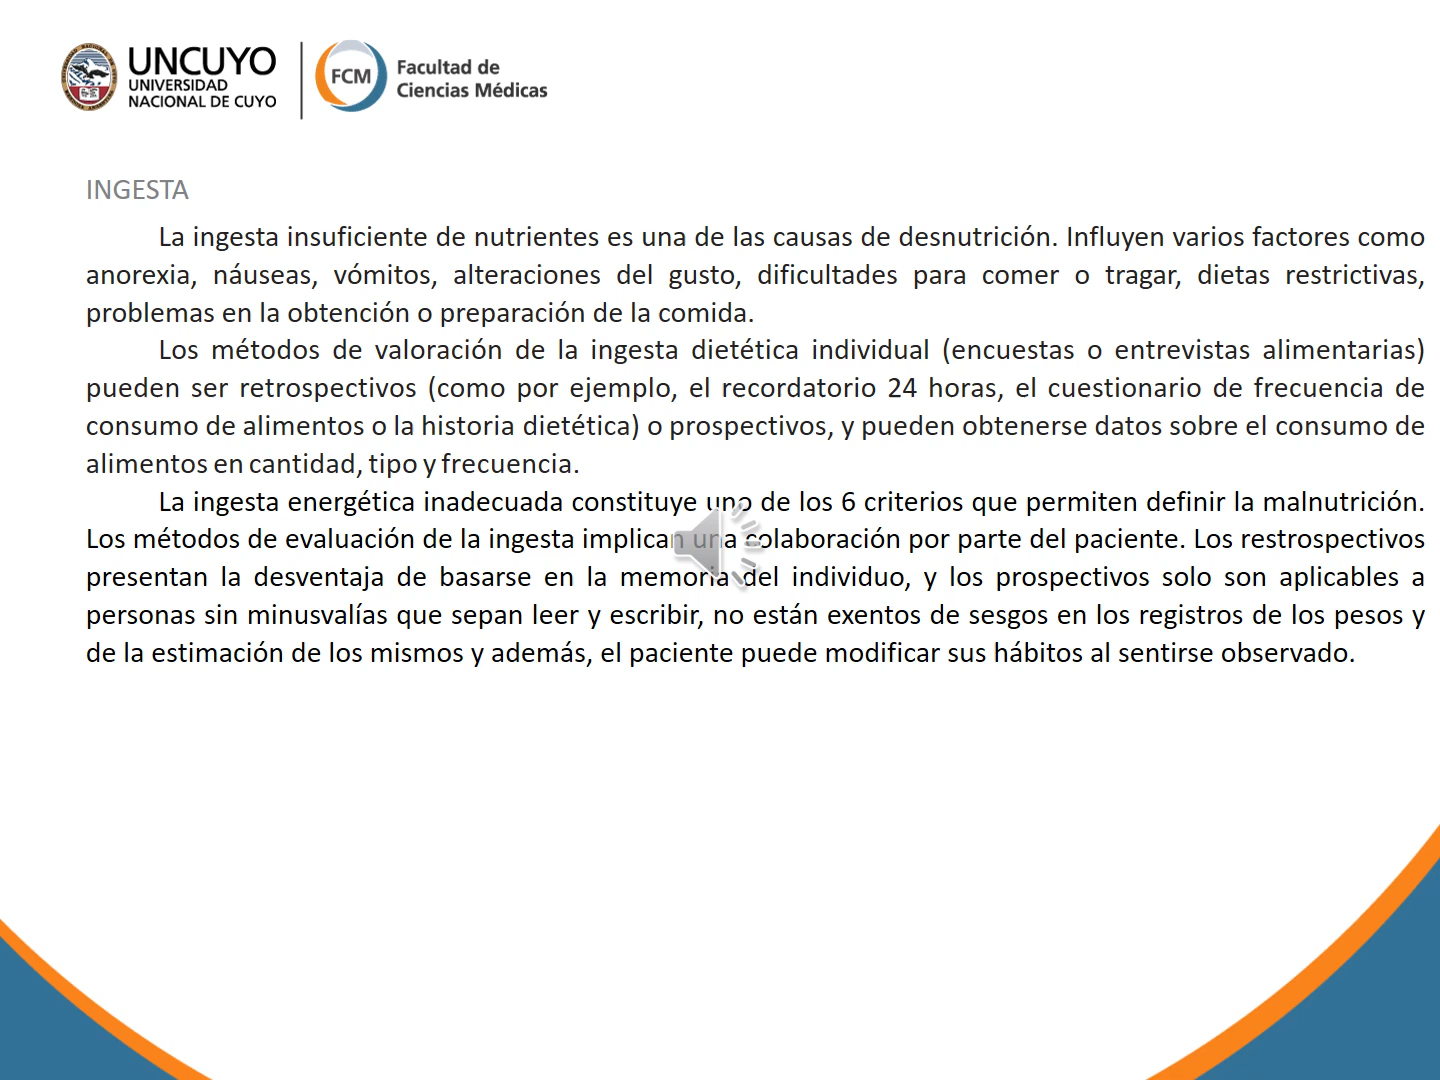 UNCUYO
UNIVERSIDAD
NACIONAL DE CUYO
FCM
Facultad de
Ciencias Médicas
INGESTA
La ingesta insuficiente de nutrientes es una de las causas de desnutrición. Influyen varios factores como
anorexia, náuseas, vómitos, alteraciones del gusto, dificultades para comer o tragar, dietas restrictivas,
problemas en la obtención o preparación de la comida.
Los métodos de valoración de la ingesta dietética individual (encuestas o entrevistas alimentarias)
pueden ser retrospectivos (como por ejemplo, el recordatorio 24 horas, el cuestionario de frecuencia de
consumo de alimentos o la historia dietética) o prospectivos, y pueden obtenerse datos sobre el consumo de
alimentos en cantidad, tipo y frecuencia.
La ingesta energética inadecuada constituye uno de los 6 criterios que permiten definir la malnutrición.
Los métodos de evaluación de la ingesta implican una colaboración por parte del paciente. Los restrospectivos
presentan la desventaja de basarse en la memoria del individuo, y los prospectivos solo son aplicables a
personas sin minusvalías que sepan leer y escribir, no están exentos de sesgos en los registros de los pesos y
de la estimación de los mismos y además, el paciente puede modificar sus hábitos al sentirse observado.